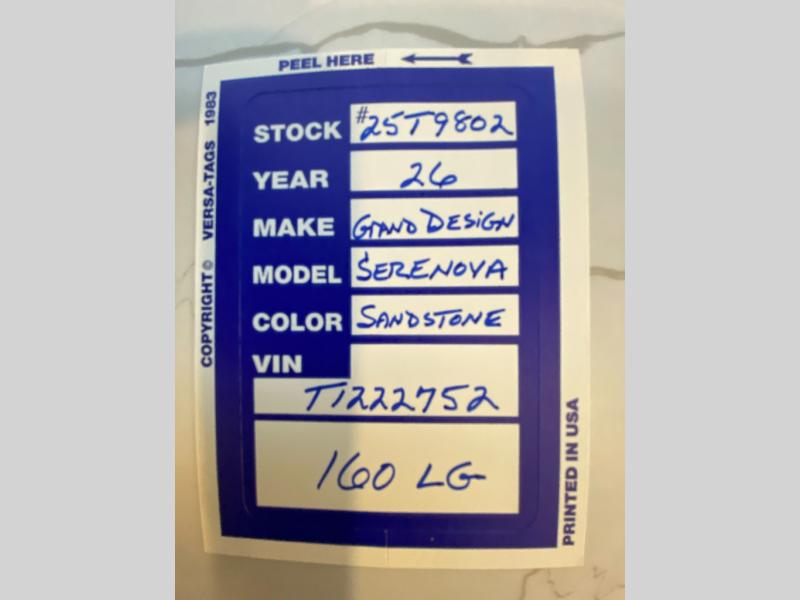 PEEL HERE
COPYRIGHT © VERSA-TAGS 1983
STOCK #25T9802
YEAR 26
MAKE GRAND DESIGN
MODEL SERENOVA
COLOR SANDSTONE
VIN
T1222752
160 LG
PRINTED IN USA